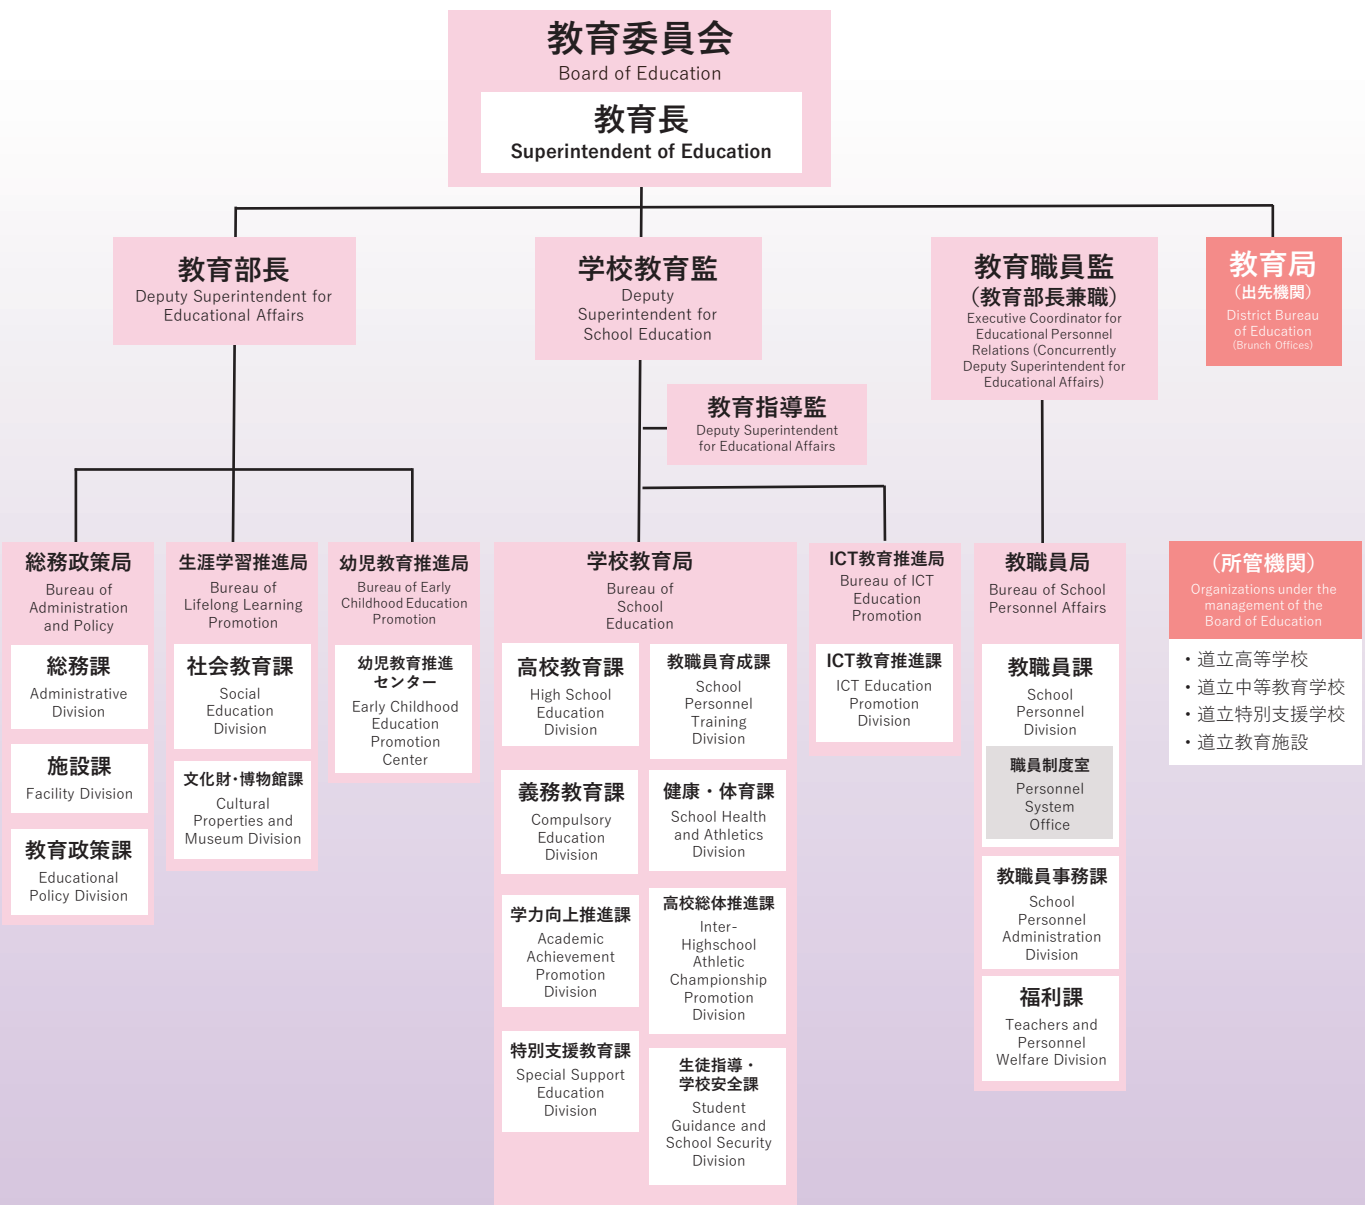 教育委員会
Board of Education
教育長
Superintendent of Education
教育部長
Deputy Superintendent for
Educational Affairs
学校教育監
Deputy
Superintendent for
School Education
教育職員監
（教育部長兼職）
Executive Coordinator for
Educational Personnel
Relations (Concurrently
Deputy Superintendent for
Educational Affairs)
教育局
（出先機関）
District Bureau
of Education
(Brunch Offices)
教育指導監
Deputy Superintendent
for Educational Affairs
総務政策局
Bureau of
Administration
and Policy
総務課
Administrative
Division
施設課
Facility Division
教育政策課
Educational
Policy Division
生涯学習推進局
Bureau of
Lifelong Learning
Promotion
社会教育課
Social
Education
Division
文化財・博物館課
Cultural
Properties and
Museum Division
幼児教育推進局
Bureau of Early
Childhood Education
Promotion
幼児教育推進
センター
Early Childhood
Education
Promotion
Center
学校教育局
Bureau of
School
Education
高校教育課
High School
Education
Division
義務教育課
Compulsory
Education
Division
学力向上推進課
Academic
Achievement
Promotion
Division
特別支援教育課
Special Support
Education
Division
教職員育成課
School
Personnel
Training
Division
健康・体育課
School Health
and Athletics
Division
高校総体推進課
Inter-
Highschool
Athletic
Championship
Promotion
Division
生徒指導・
学校安全課
Student
Guidance and
School Security
Division
ICT教育推進局
Bureau of ICT
Education
Promotion
ICT教育推進課
ICT Education
Promotion
Division
教職員局
Bureau of School
Personnel Affairs
教職員課
School
Personnel
Division
職員制度室
Personnel
System
Office
教職員事務課
School
Personnel
Administration
Division
福利課
Teachers and
Personnel
Welfare Division
（所管機関）
Organizations under the
management of the
Board of Education
・道立高等学校
・道立中等教育学校
・道立特別支援学校
・道立教育施設